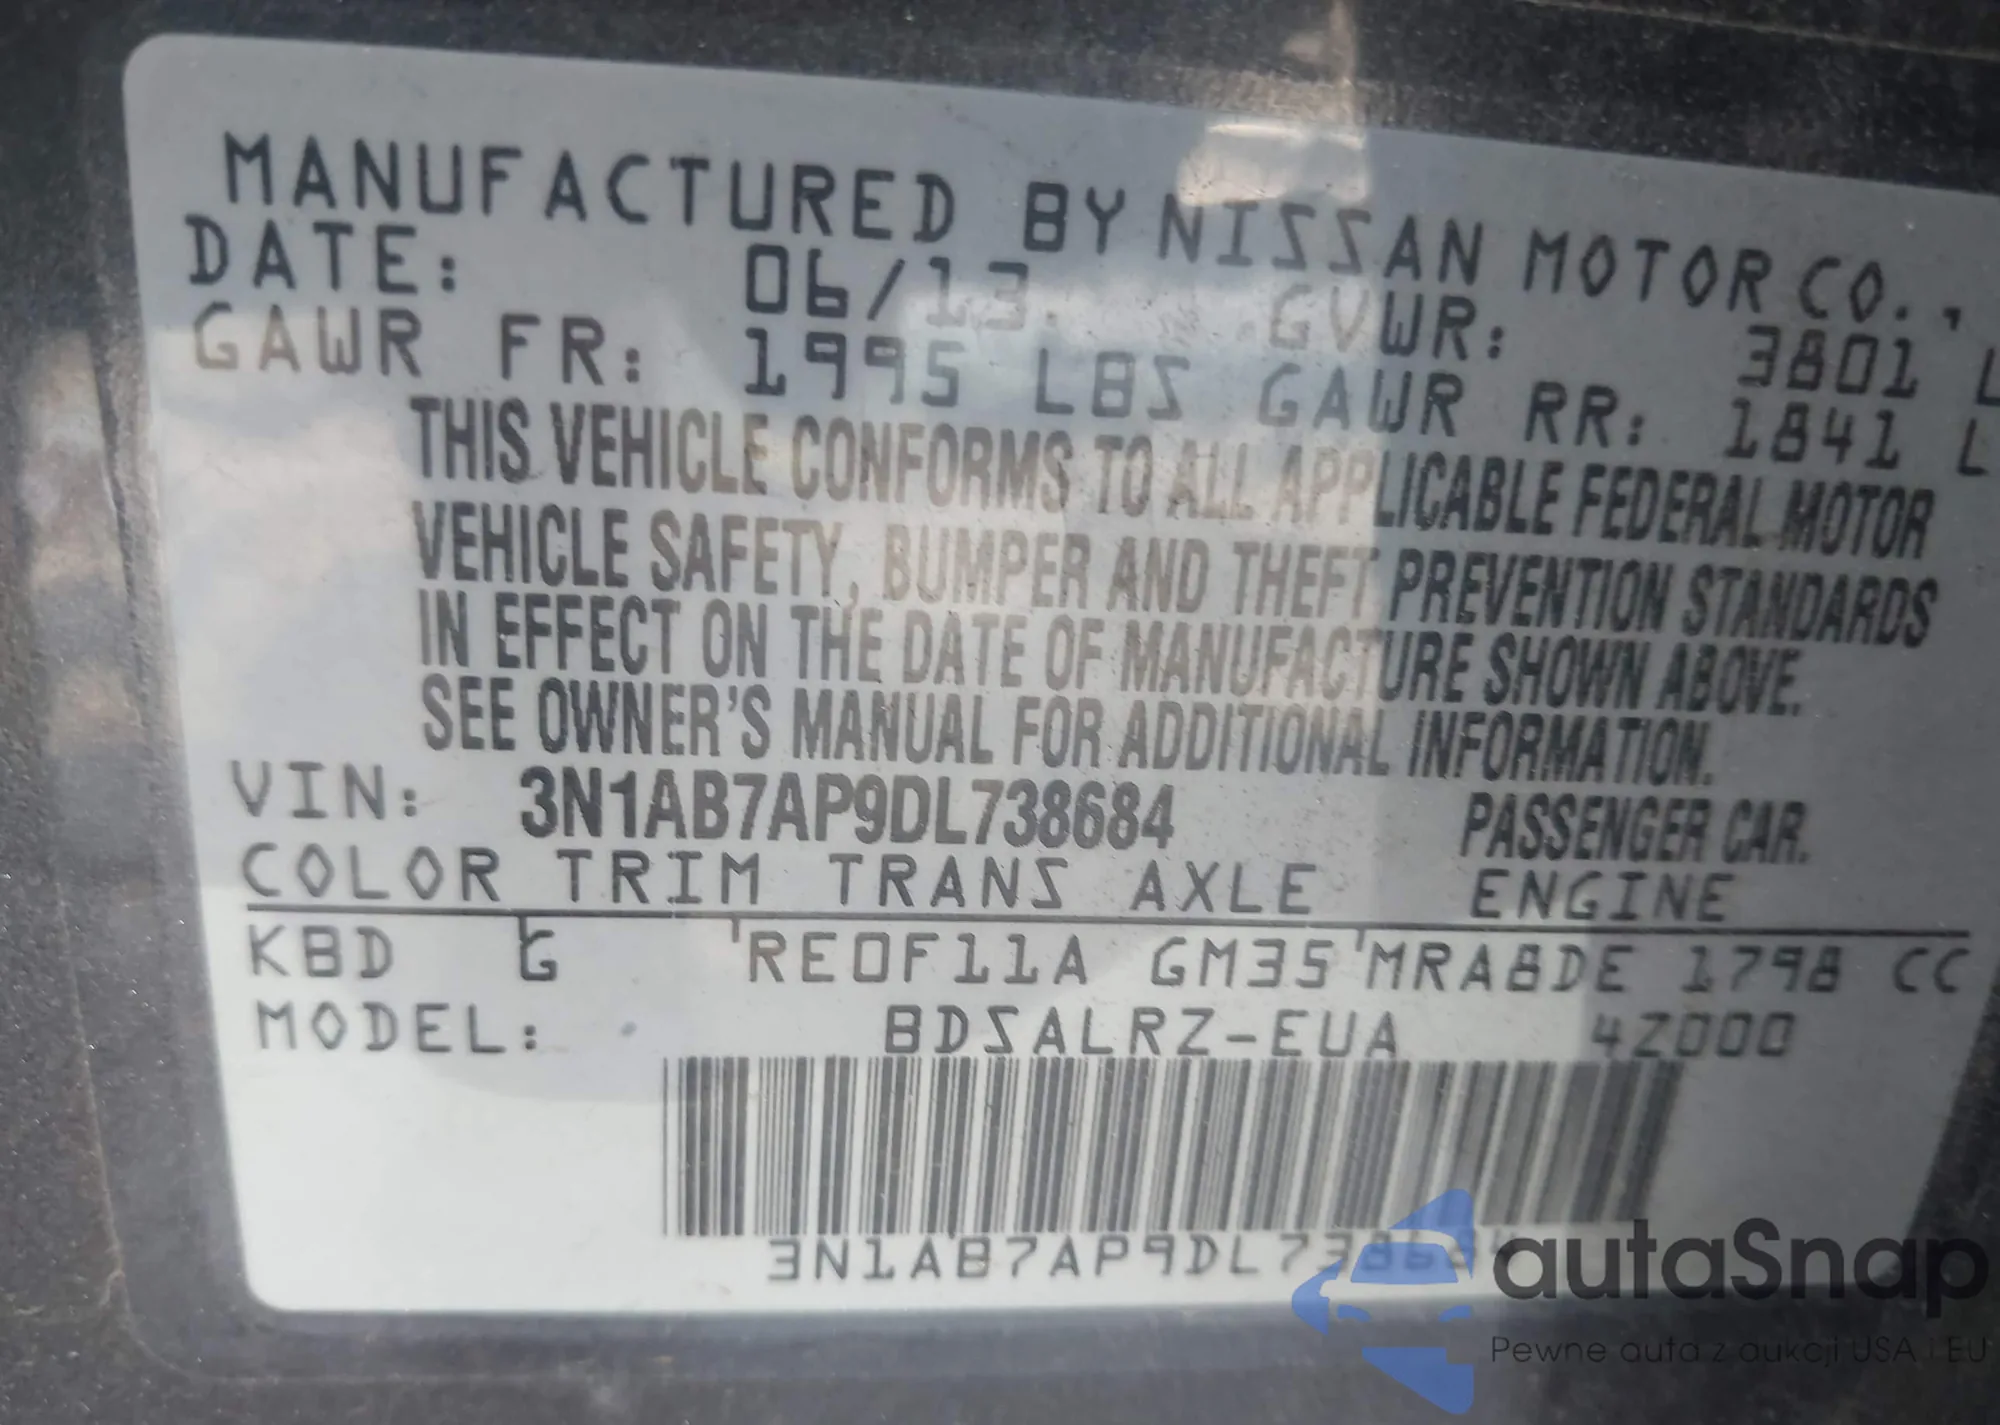 MANUFACTURED BY NISSAN MOTOR CO.,
DATE: 06/13. GVWR: 3801 L
GAWR FR: 1995 LBS GAWR RR: 1841 L
THIS VEHICLE CONFORMS TO ALL APPLICABLE FEDERAL MOTOR
VEHICLE SAFETY, BUMPER AND THEFT PREVENTION STANDARDS
IN EFFECT ON THE DATE OF MANUFACTURE SHOWN ABOVE.
SEE OWNER'S MANUAL FOR ADDITIONAL INFORMATION.
VIN: 3N1AB7AP9DL738684 PASSENGER CAR.
COLOR TRIM TRANS AXLE ENGINE
KBD G RE0F11A GM35 MRA8DE 1798 CC
MODEL: BDSALRZ-EUA 4Z000
3N1AB7AP9DL738684
autaSnap
Pewne auta z aukcji USA i EU